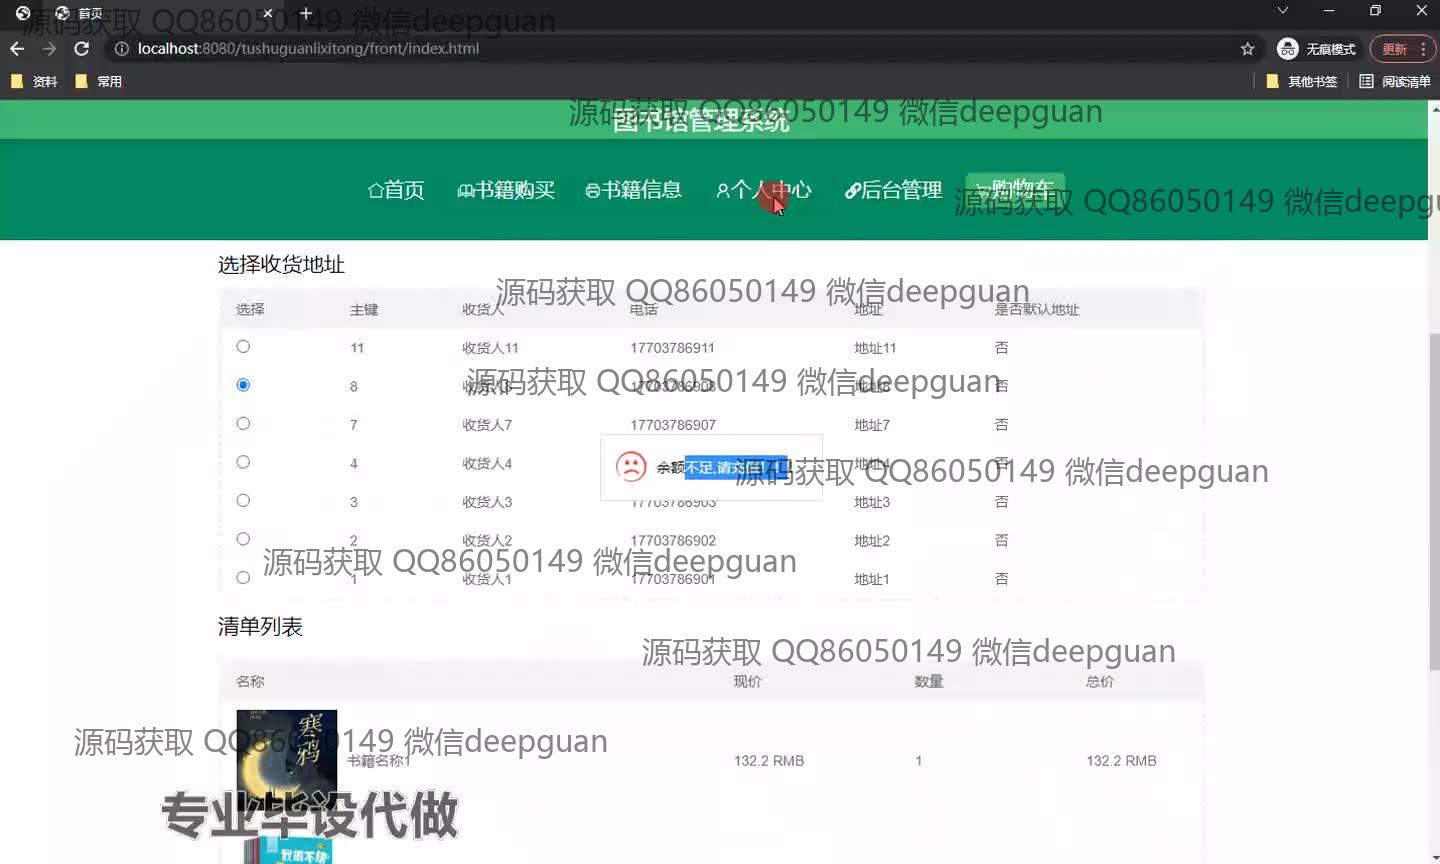 首页
源码获取 QQ86050149 微信deepguan
localhost:8080/tushuguanlixitong/front/index.html
无痕模式
更新
资料
常用
其他书签
阅读清单
图书馆管理系统
源码获取 QQ86050149 微信deepguan
首页
书籍购买
书籍信息
个人中心
后台管理
购物车
源码获取 QQ86050149 微信deepgu
选择收货地址
源码获取 QQ86050149 微信deepguan
选择 主键 收货人 电话 地址 是否默认地址
11 收货人11 17703786911 地址11 否
8 收货人8 17703786908 地址8 否
源码获取 QQ86050149 微信deepguan
7 收货人7 17703786907 地址7 否
4 收货人4 地址4 否
余额不足,请充值
源码获取 QQ86050149 微信deepguan
3 收货人3 17703786903 地址3 否
2 收货人2 17703786902 地址2 否
源码获取 QQ86050149 微信deepguan
1 收货人1 17703786901 地址1 否
清单列表
源码获取 QQ86050149 微信deepguan
名称 现价 数量 总价
寒鸦
源码获取 QQ86050149 微信deepguan
书籍名称1 132.2 RMB 1 132.2 RMB
专业毕设代做